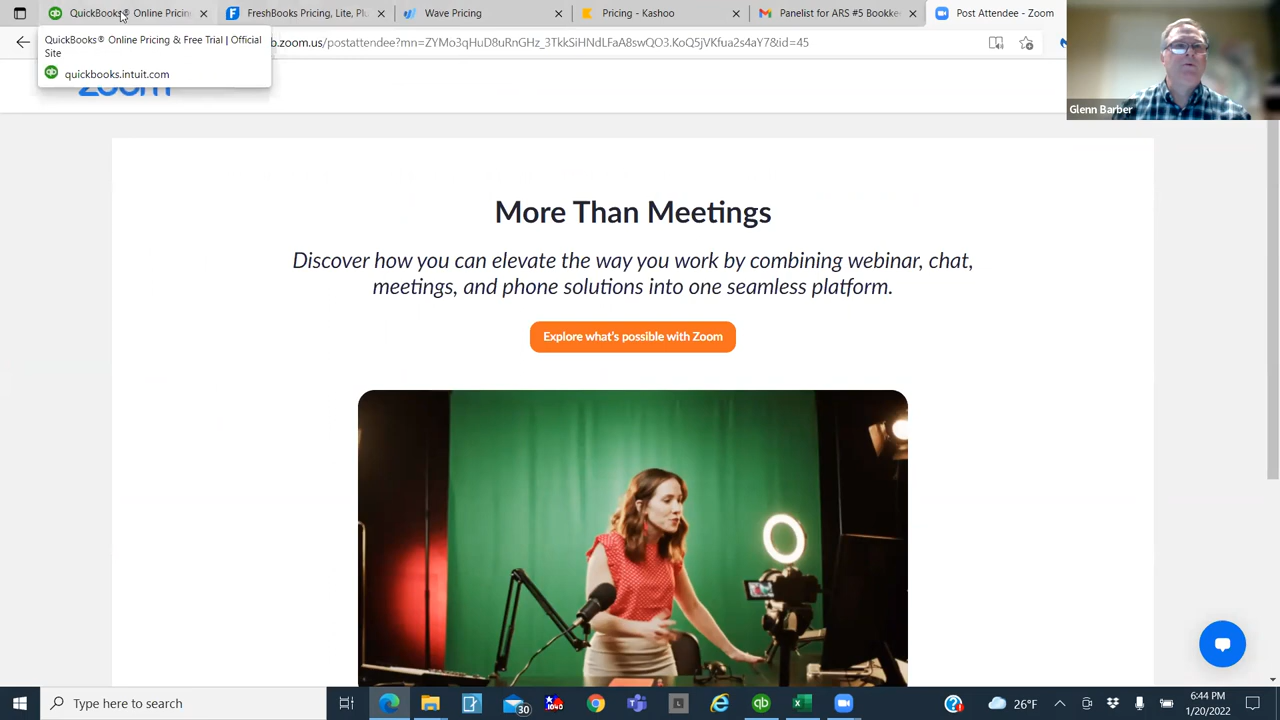 QuickBooks® Online Pricing
FreshBooks Pricing, Lite, Plu
Wave Pricing
Pricing - Kashoo
Panelist for ARS #5 Bookke
Post Attendee - Zoom
b.zoom.us/postattendee?mn=ZYMo3qHuD8uRnGHz_3TkkSiHNdLFaA8swQO3.KoQ5jVKfua2s4aY7&id=45
QuickBooks® Online Pricing & Free Trial | Official
Site
quickbooks.intuit.com
zoom
Glenn Barber
More Than Meetings
Discover how you can elevate the way you work by combining webinar, chat,
meetings, and phone solutions into one seamless platform.
Explore what's possible with Zoom
Type here to search
30
1040
26°F
6:44 PM
1/20/2022